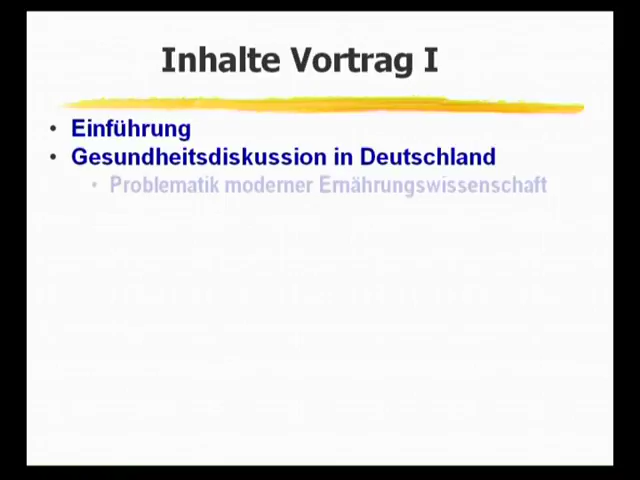 Inhalte Vortrag I
• Einführung
• Gesundheitsdiskussion in Deutschland
• Problematik moderner Ernährungswissenschaft